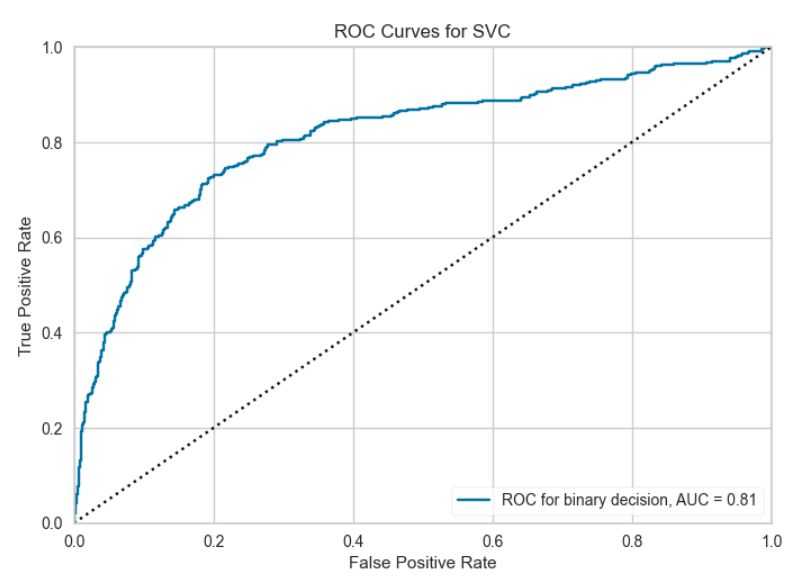 ROC Curves for SVC
1.0
0.8
0.6
0.4
0.2
0.0
True Positive Rate
ROC for binary decision, AUC = 0.81
0.0 0.2 0.4 0.6 0.8 1.0
False Positive Rate